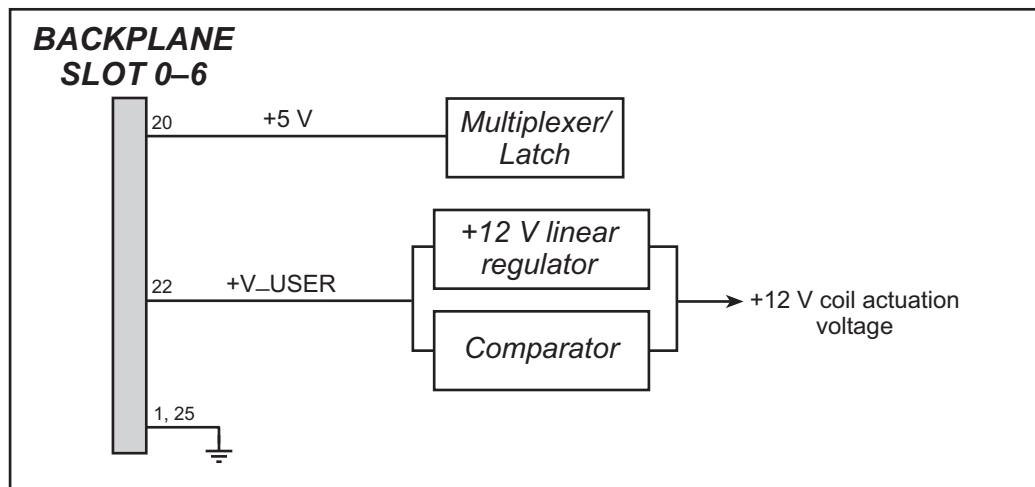 BACKPLANE
SLOT 0–6
20
+5 V
Multiplexer/
Latch
+12 V linear
regulator
22
+V_USER
+12 V coil actuation
voltage
Comparator
1, 25